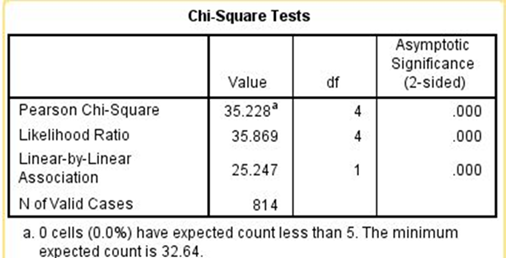 Chi-Square Tests
Value df Asymptotic Significance (2-sided)
Pearson Chi-Square 35.228a 4 .000
Likelihood Ratio 35.869 4 .000
Linear-by-Linear Association 25.247 1 .000
N of Valid Cases 814
a. 0 cells (0.0%) have expected count less than 5. The minimum
expected count is 32.64.